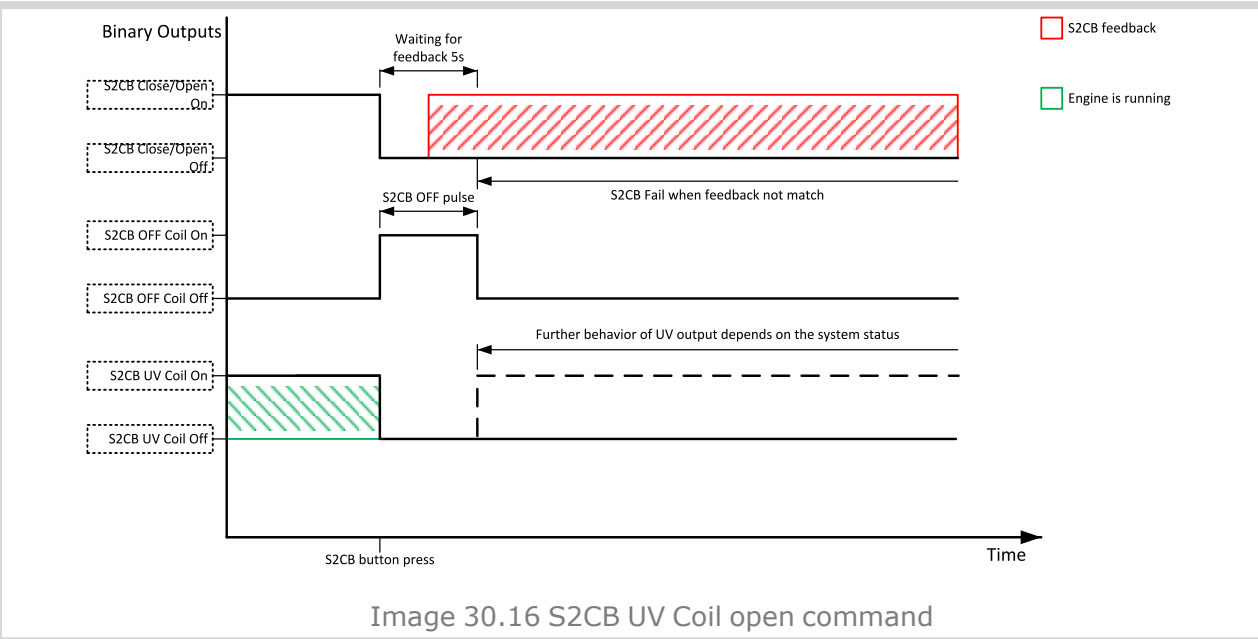 Binary Outputs
Waiting for
feedback 5s
S2CB feedback
S2CB Close/Open
On
Engine is running
S2CB Close/Open
Off
S2CB Fail when feedback not match
S2CB OFF pulse
S2CB OFF Coil On
S2CB OFF Coil Off
Further behavior of UV output depends on the system status
S2CB UV Coil On
S2CB UV Coil Off
S2CB button press
Time
Image 30.16 S2CB UV Coil open command